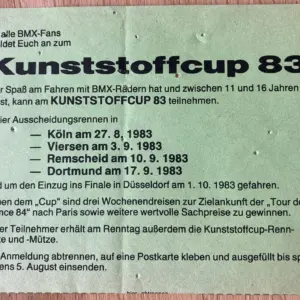 alle BMX-Fans
ldet Euch an zum
Kunststoffcup 83
er Spaß am Fahren mit BMX-Rädern hat und zwischen 11 und 16 Jahren
st, kann am KUNSTSTOFFCUP 83 teilnehmen.
ier Ausscheidungsrennen in
— Köln am 27. 8. 1983
— Viersen am 3. 9. 1983
— Remscheid am 10. 9. 1983
— Dortmund am 17. 9. 1983
d um den Einzug ins Finale in Düsseldorf am 1. 10. 1983 gefahren.
ben dem „Cup" sind drei Wochenendreisen zur Zielankunft der „Tour de
nce 84" nach Paris sowie weitere wertvolle Sachpreise zu gewinnen.
er Teilnehmer erhält am Renntag außerdem die Kunststoffcup-Renn-
te und -Mütze.
Anmeldung abtrennen, auf eine Postkarte kleben und ausgefüllt bis sp
ens 5. August einsenden.